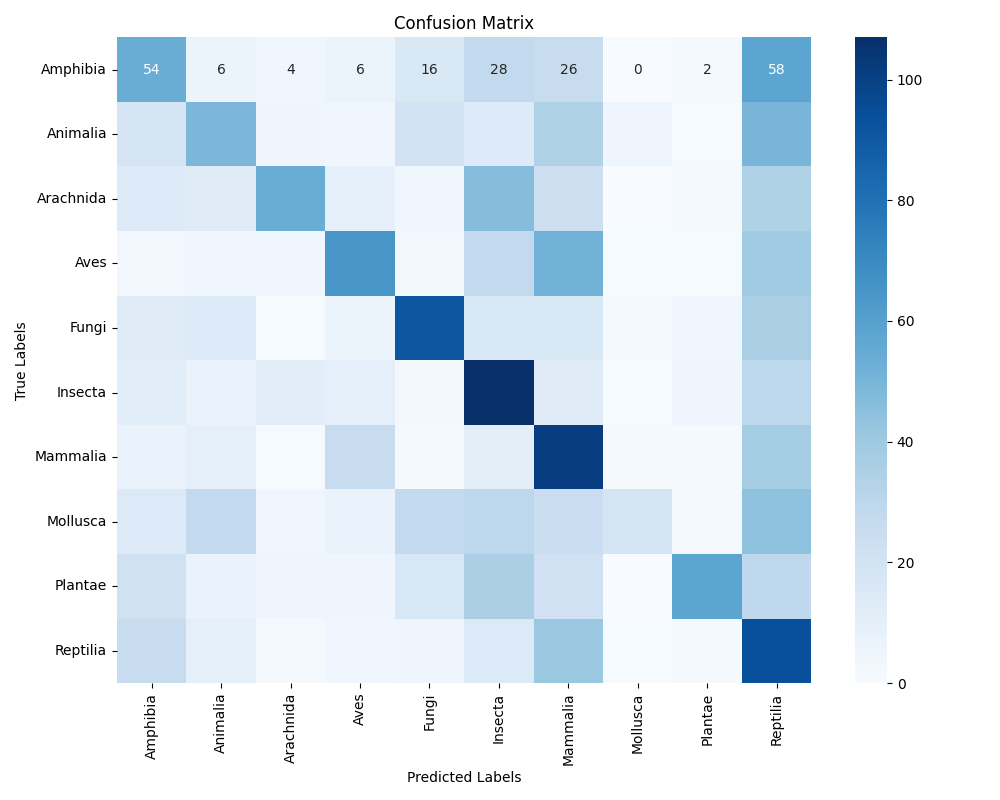 Confusion Matrix
True Labels
Amphibia 54 6 4 6 16 28 26 0 2 58
Animalia
Arachnida
Aves
Fungi
Insecta
Mammalia
Mollusca
Plantae
Reptilia
Amphibia Animalia Arachnida Aves Fungi Insecta Mammalia Mollusca Plantae Reptilia
Predicted Labels
100
80
60
40
20
0